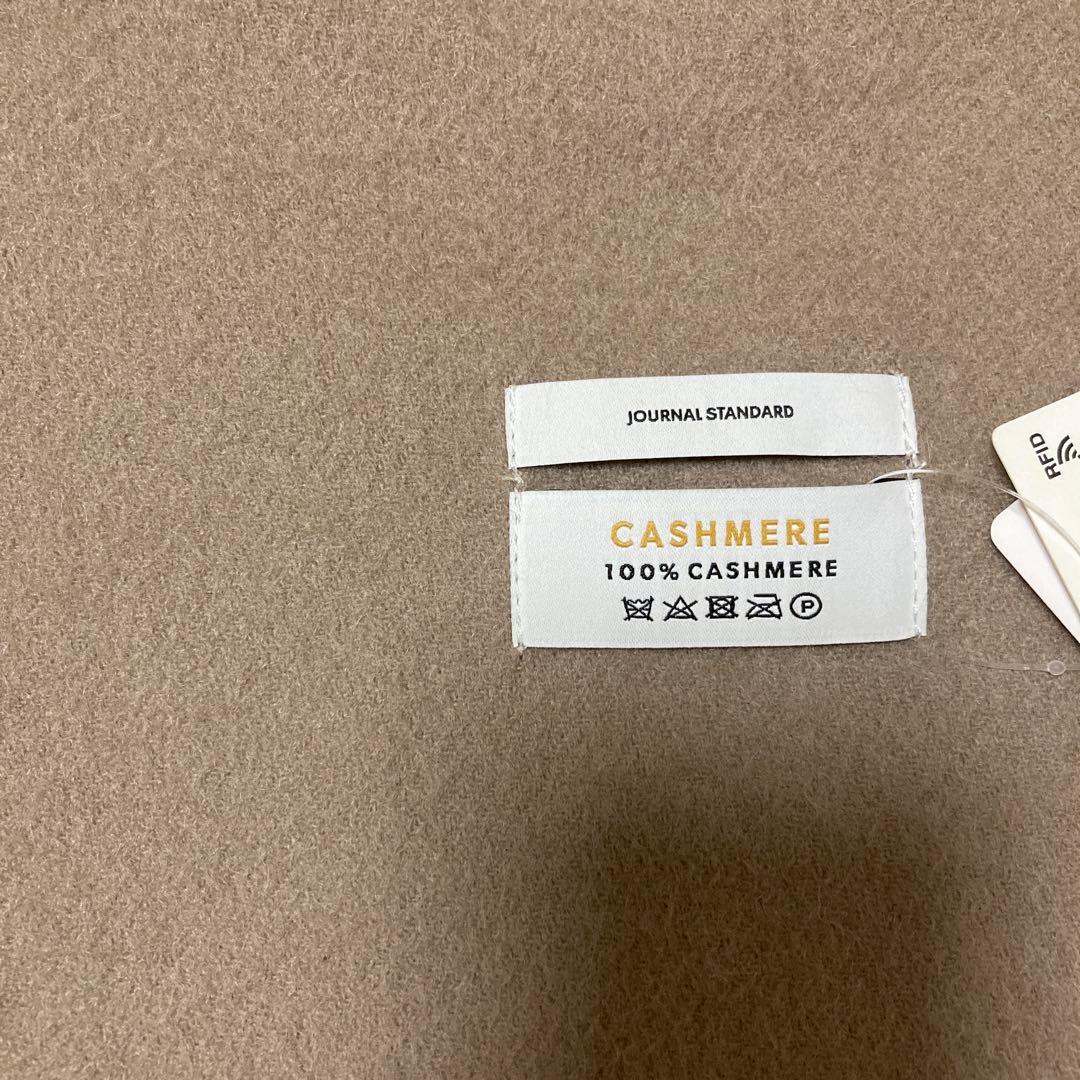 JOURNAL STANDARD
CASHMERE
100% CASHMERE
P
RFID